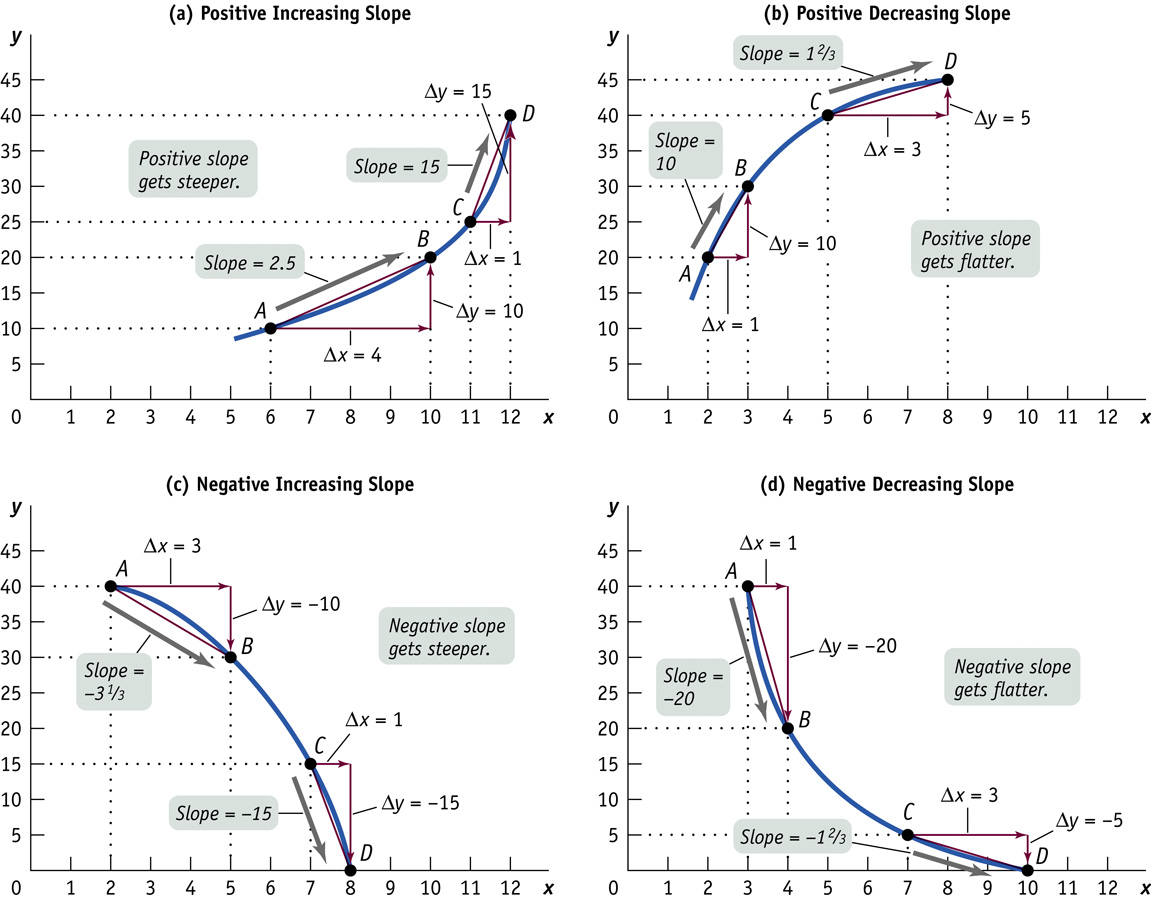 (a) Positive Increasing Slope
y
45
40
35
30
25
20
15
10
5
0
1 2 3 4 5 6 7 8 9 10 11 12 x
Positive slope
gets steeper.
Δy = 15
D
Slope = 15
C
B
Δx = 1
Slope = 2.5
A
Δy = 10
Δx = 4
(b) Positive Decreasing Slope
y
45
40
35
30
25
20
15
10
5
0
1 2 3 4 5 6 7 8 9 10 11 12 x
Slope = 1 2/3
D
C
Δy = 5
Δx = 3
Slope =
10
B
Δy = 10
A
Δx = 1
Positive slope
gets flatter.
(c) Negative Increasing Slope
y
45
40
35
30
25
20
15
10
5
0
1 2 3 4 5 6 7 8 9 10 11 12 x
Δx = 3
A
Δy = –10
B
Slope =
–3 1/3
Negative slope
gets steeper.
C
Δx = 1
Slope = –15
Δy = –15
D
(d) Negative Decreasing Slope
y
45
40
35
30
25
20
15
10
5
0
1 2 3 4 5 6 7 8 9 10 11 12 x
Δx = 1
A
Δy = –20
Slope =
–20
B
Negative slope
gets flatter.
Δx = 3
C
Δy = –5
Slope = –1 2/3
D